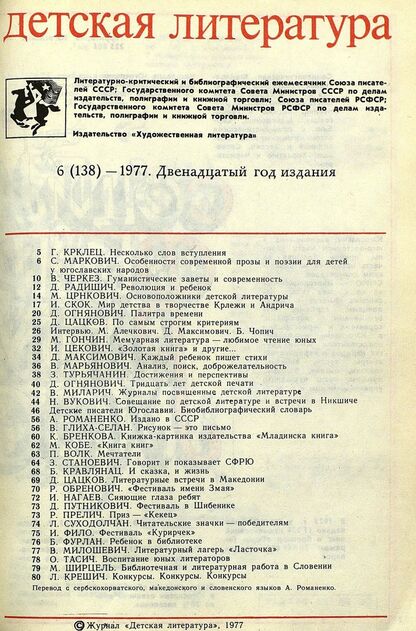 детская литература
Литературно-критический и библиографический ежемесячник Союза писате-
лей СССР; Государственного комитета Совета Министров СССР по делам
издательств, полиграфии и книжной торговли; Союза писателей РСФСР;
Государственного комитета Совета Министров РСФСР по делам изда-
тельств, полиграфии и книжной торговли.
Издательство «Художественная литература»
6 (138) — 1977. Двенадцатый год издания
5 Г. КРКЛЕЦ. Несколько слов вступления
6 С. МАРКОВИЧ. Особенности современной прозы и поэзии для детей
у югославских народов
10 В. ЧЕРКЕЗ. Гуманистические заветы и современность
12 Д. РАДИШИЧ. Революция и ребенок
14 М. ЦРНКОВИЧ. Основоположники детской литературы
17 И. СКОК. Мир детства в творчестве Крлежи и Андрича
20 Д. ОГНЯНОВИЧ. Палитра времени
25 Д. ЦАЦКОВ. По самым строгим критериям
26 Интервью. М. Алечкович. Д. Максимович. Б. Чопич
29 М. ГОНЧИН. Мемуарная литература — любимое чтение юных
32 И. ЦЕКОВИЧ. «Золотая книга» и другие...
34 Д. МАКСИМОВИЧ. Каждый ребенок пишет стихи
36 В. МАРЬЯНОВИЧ. Анализ, поиск, доброжелательность
38 З. ТУРЬЯЧАНИН. Достижения и перспективы
40 Д. ОГНЯНОВИЧ. Тридцать лет детской печати
42 В. МИЛАРИЧ. Журналы посвященные детской литературе
44 Н. ВУКОВИЧ. Совещание по детской литературе и встречи в Никшиче
46 Детские писатели Югославии. Биобиблиографический словарь
56 А. РОМАНЕНКО. Издано в СССР
56 В. ГЛИХА-СЕЛАН. Рисунок — это письмо
60 К. БРЕНКОВА. Книжка-картинка издательства «Младинска книга»
62 М. КОБЕ. «Книга книг»
63 П. ВОЛК. Мечтатели
64 З. СТАНОЕВИЧ. Говорит и показывает СФРЮ
68 Б. КРАВЛЯНАЦ. И сказка, и жизнь
69 Д. ЦАЦКОВ. Литературные встречи в Македонии
70 Р. ОБРЕНОВИЧ. «Фестиваль имени Змая»
72 И. НАГАЕВ. Сияющие глаза ребят
73 Д. ПУТНИКОВИЧ. Фестиваль в Шибенике
73 Р. ПРЕЛИЧ. Приз — «Кекец»
74 Л. СУХОДОЛЧАН. Читательские значки — победителям
75 И. ФИЛО. Фестиваль «Куриричек»
76 Б. ФУРЛАН. Ребенок в библиотеке
77 В. МИЛОШЕВИЧ. Литературный лагерь «Ласточка»
78 О. ТАСИЧ. Воспитание юных литераторов
79 М. ШИРЦЕЛЬ. Библиотечная и литературная работа в Словении
80 Л. КРЕШИЧ. Конкурсы. Конкурсы. Конкурсы
Перевод с сербскохорватского, македонского и словенского языков А. Романенко.
© Журнал «Детская литература», 1977